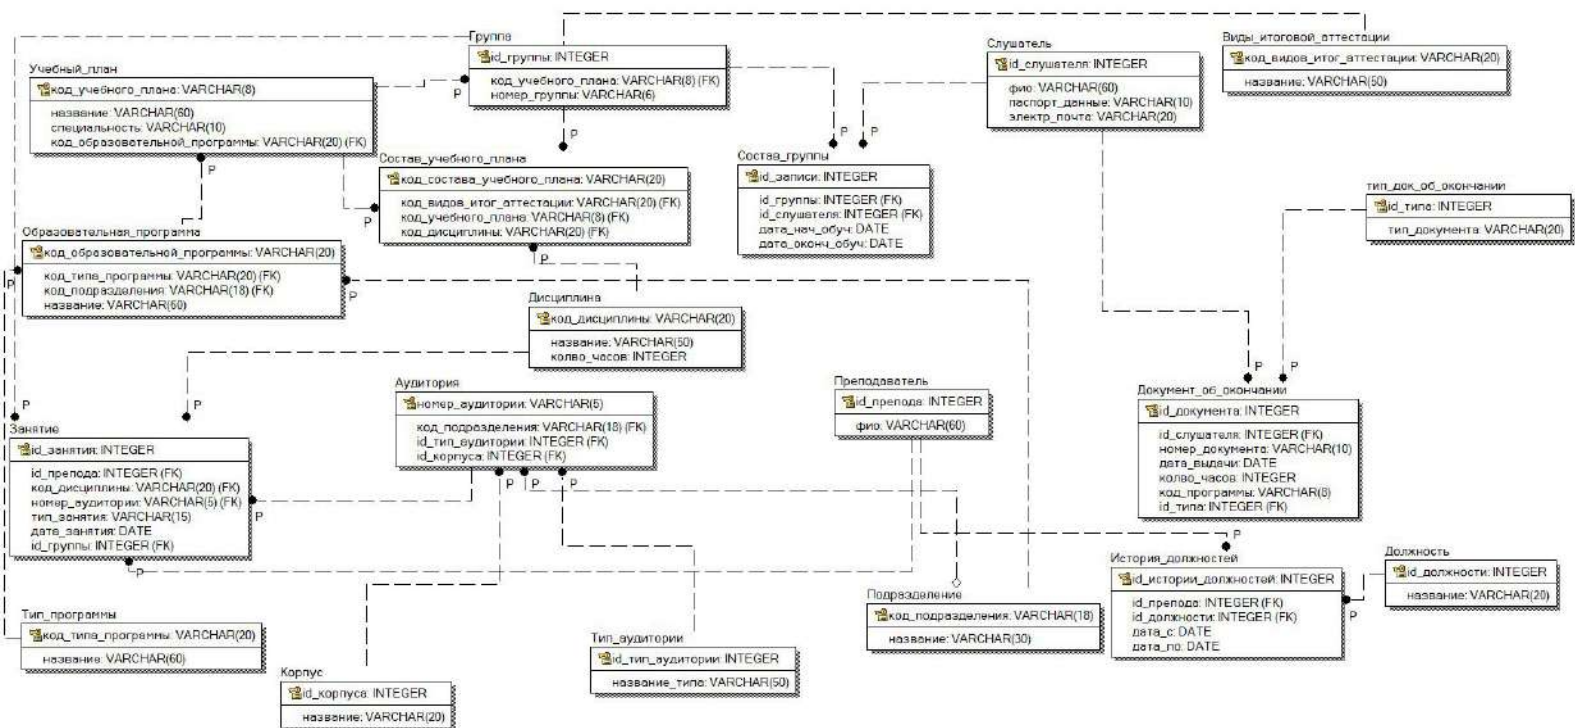 Группа
id_группы: INTEGER
код_учебного_плана: VARCHAR(8) (FK)
номер_группы: VARCHAR(6)
Слушатель
id_слушателя: INTEGER
фио: VARCHAR(60)
паспорт_данные: VARCHAR(10)
электр_почта: VARCHAR(20)
Виды_итоговой_аттестации
код_видов_итог_аттестации: VARCHAR(20)
название: VARCHAR(50)
Учебный_план
код_учебного_плана: VARCHAR(8)
название: VARCHAR(60)
специальность: VARCHAR(10)
код_образовательной_программы: VARCHAR(20) (FK)
P
P
P
P
P
P
Состав_учебного_плана
код_состава_учебного_плана: VARCHAR(20)
код_видов_итог_аттестации: VARCHAR(20) (FK)
код_учебного_плана: VARCHAR(8) (FK)
код_дисциплины: VARCHAR(20) (FK)
Состав_группы
id_записи: INTEGER
id_группы: INTEGER (FK)
id_слушателя: INTEGER (FK)
дата_нач_обуч: DATE
дата_оконч_обуч: DATE
тип_док_об_окончании
id_типа: INTEGER
тип_документа: VARCHAR(20)
Образовательная_программа
код_образовательной_программы: VARCHAR(20)
код_типа_программы: VARCHAR(20) (FK)
код_подразделения: VARCHAR(18) (FK)
название: VARCHAR(60)
P
P
P
Дисциплина
код_дисциплины: VARCHAR(20)
название: VARCHAR(50)
колво_часов: INTEGER
P
P
P
P
Аудитория
номер_аудитории: VARCHAR(5)
код_подразделения: VARCHAR(18) (FK)
id_тип_аудитории: INTEGER (FK)
id_корпуса: INTEGER (FK)
Преподаватель
id_препода: INTEGER
фио: VARCHAR(60)
Документ_об_окончании
id_документа: INTEGER
id_слушателя: INTEGER (FK)
номер_документа: VARCHAR(10)
дата_выдачи: DATE
колво_часов: INTEGER
код_программы: VARCHAR(8)
id_типа: INTEGER (FK)
Занятие
id_занятия: INTEGER
id_препода: INTEGER (FK)
код_дисциплины: VARCHAR(20) (FK)
номер_аудитории: VARCHAR(5) (FK)
тип_занятия: VARCHAR(15)
дата_занятия: DATE
id_группы: INTEGER (FK)
P
P
P
P
P
P
История_должностей
id_истории_должностей: INTEGER
id_препода: INTEGER (FK)
id_должности: INTEGER (FK)
дата_с: DATE
дата_по: DATE
P
Должность
id_должности: INTEGER
название: VARCHAR(20)
Подразделение
код_подразделения: VARCHAR(18)
название: VARCHAR(30)
Тип_программы
код_типа_программы: VARCHAR(20)
название: VARCHAR(60)
Тип_аудитории
id_тип_аудитории: INTEGER
название_типа: VARCHAR(50)
Корпус
id_корпуса: INTEGER
название: VARCHAR(20)